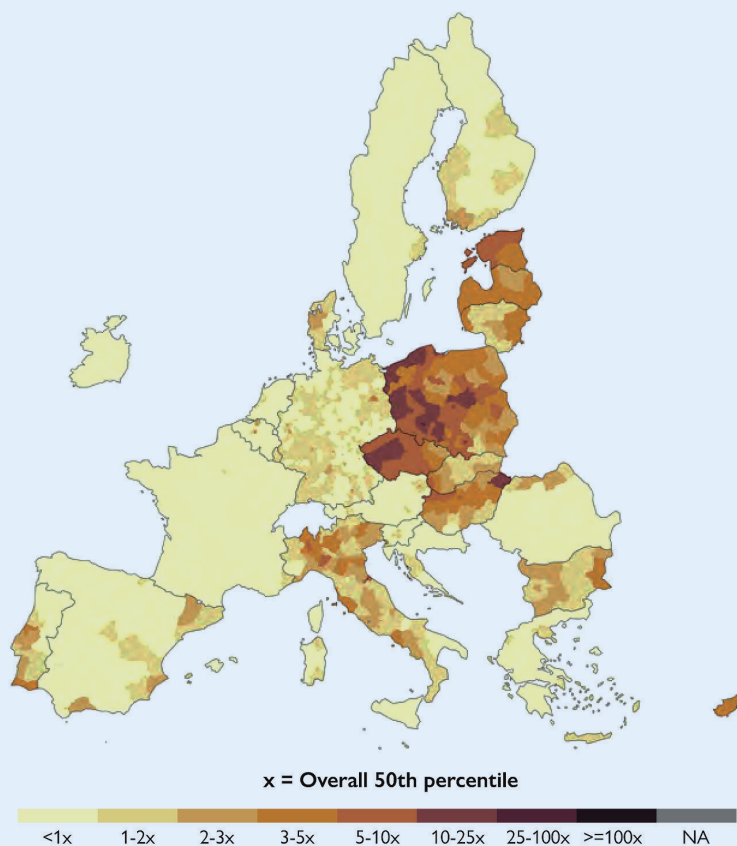 x = Overall 50th percentile
<1x 1-2x 2-3x 3-5x 5-10x 10-25x 25-100x >=100x NA